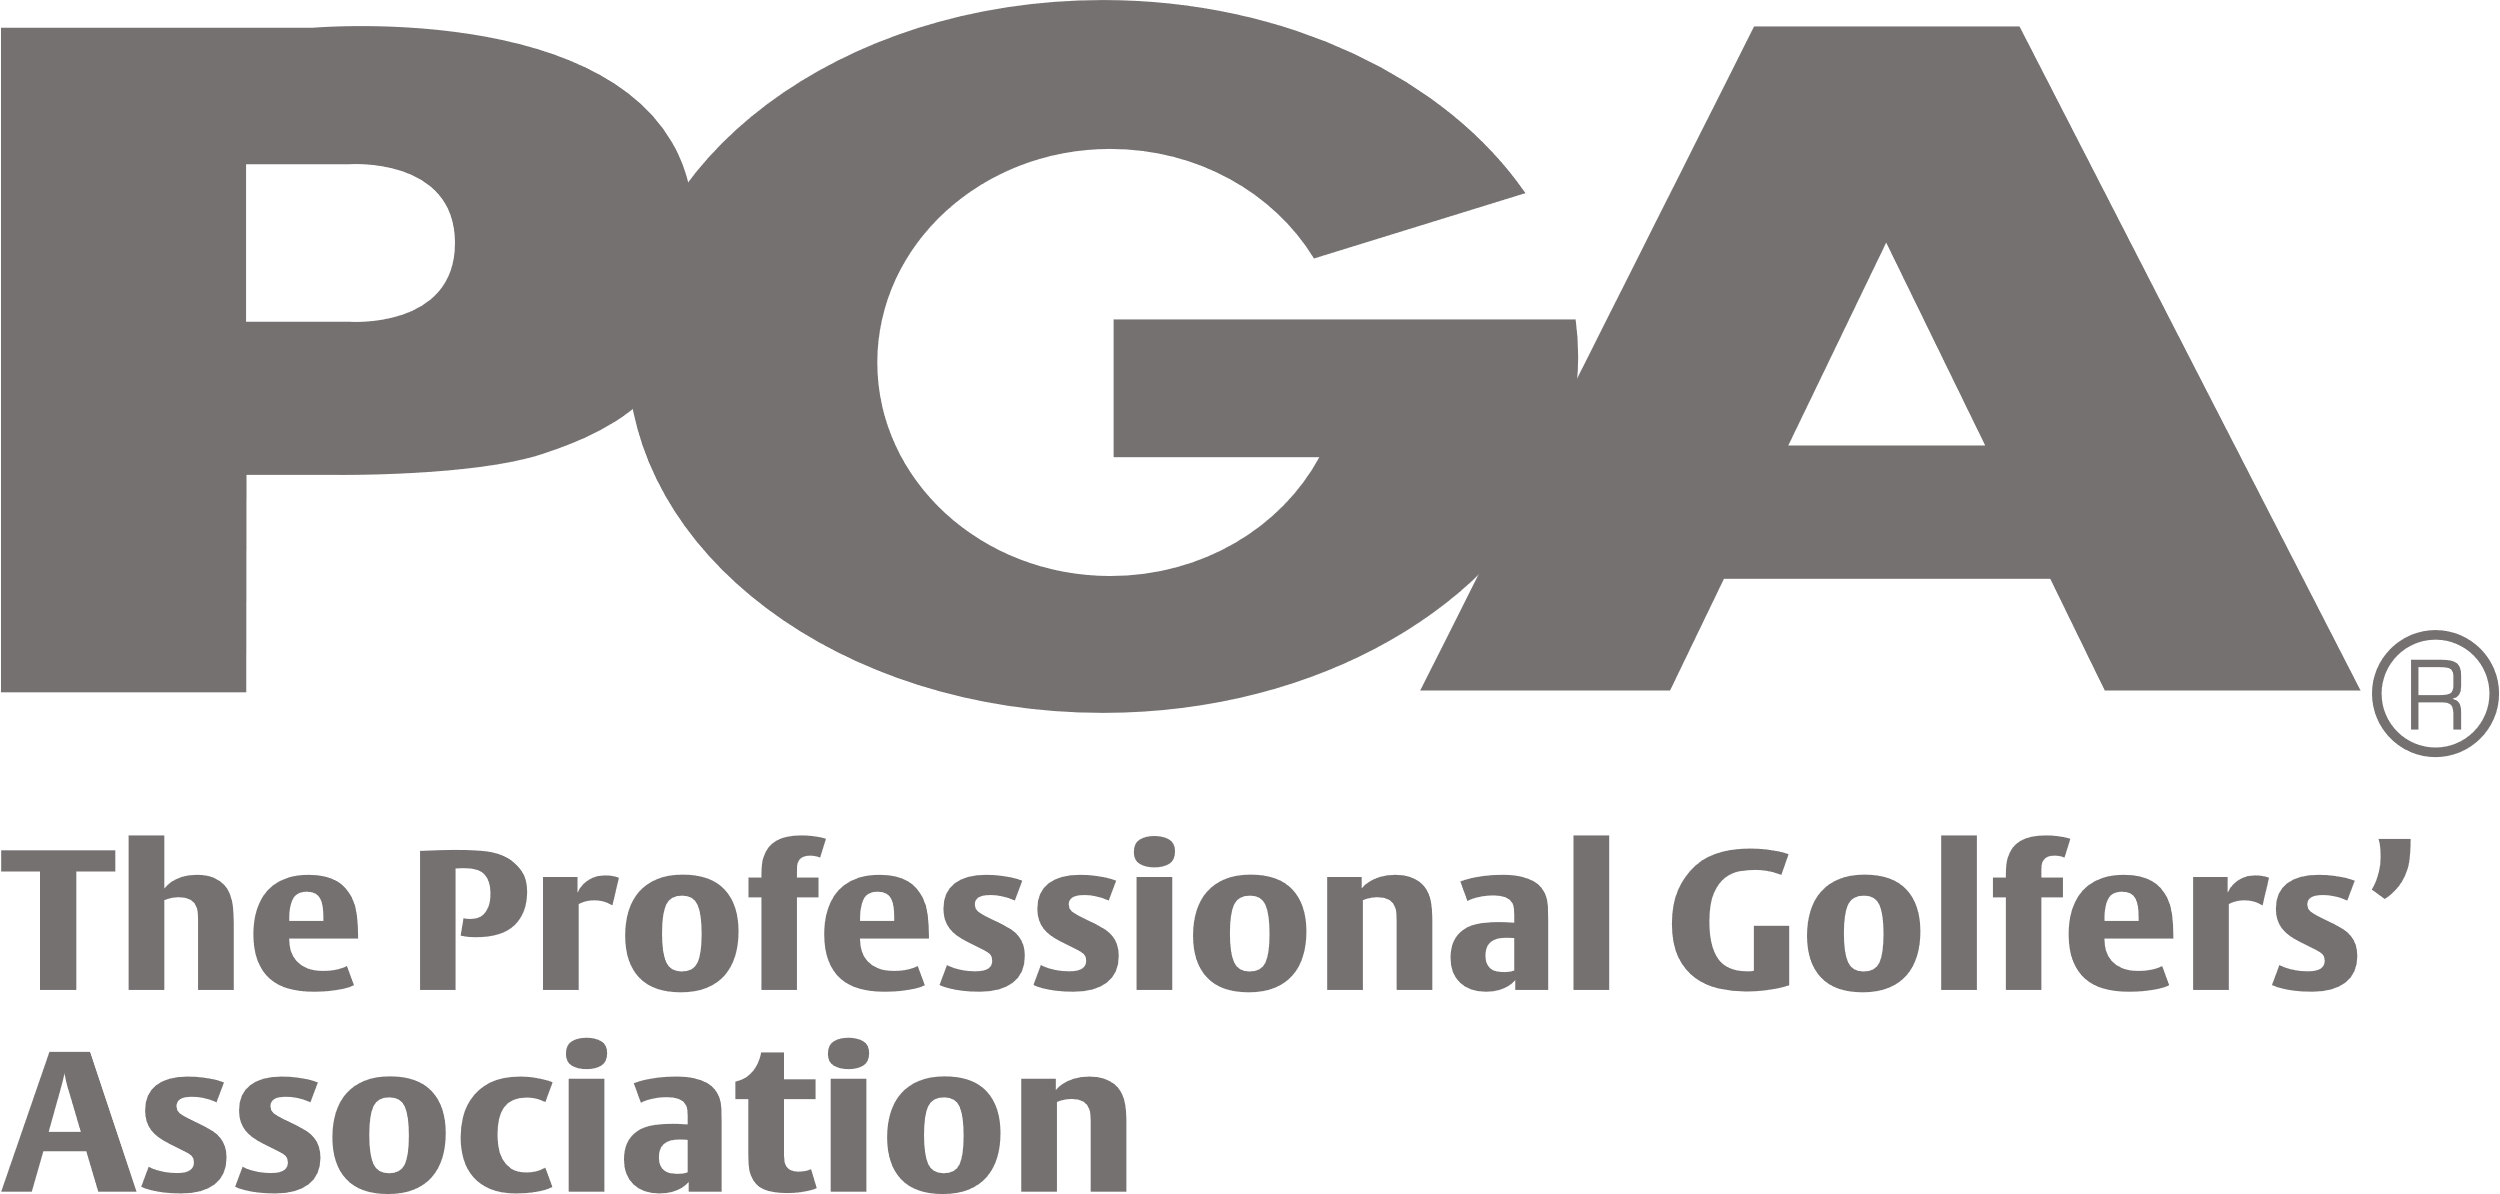 PGA®
The Professional Golfers’
Association